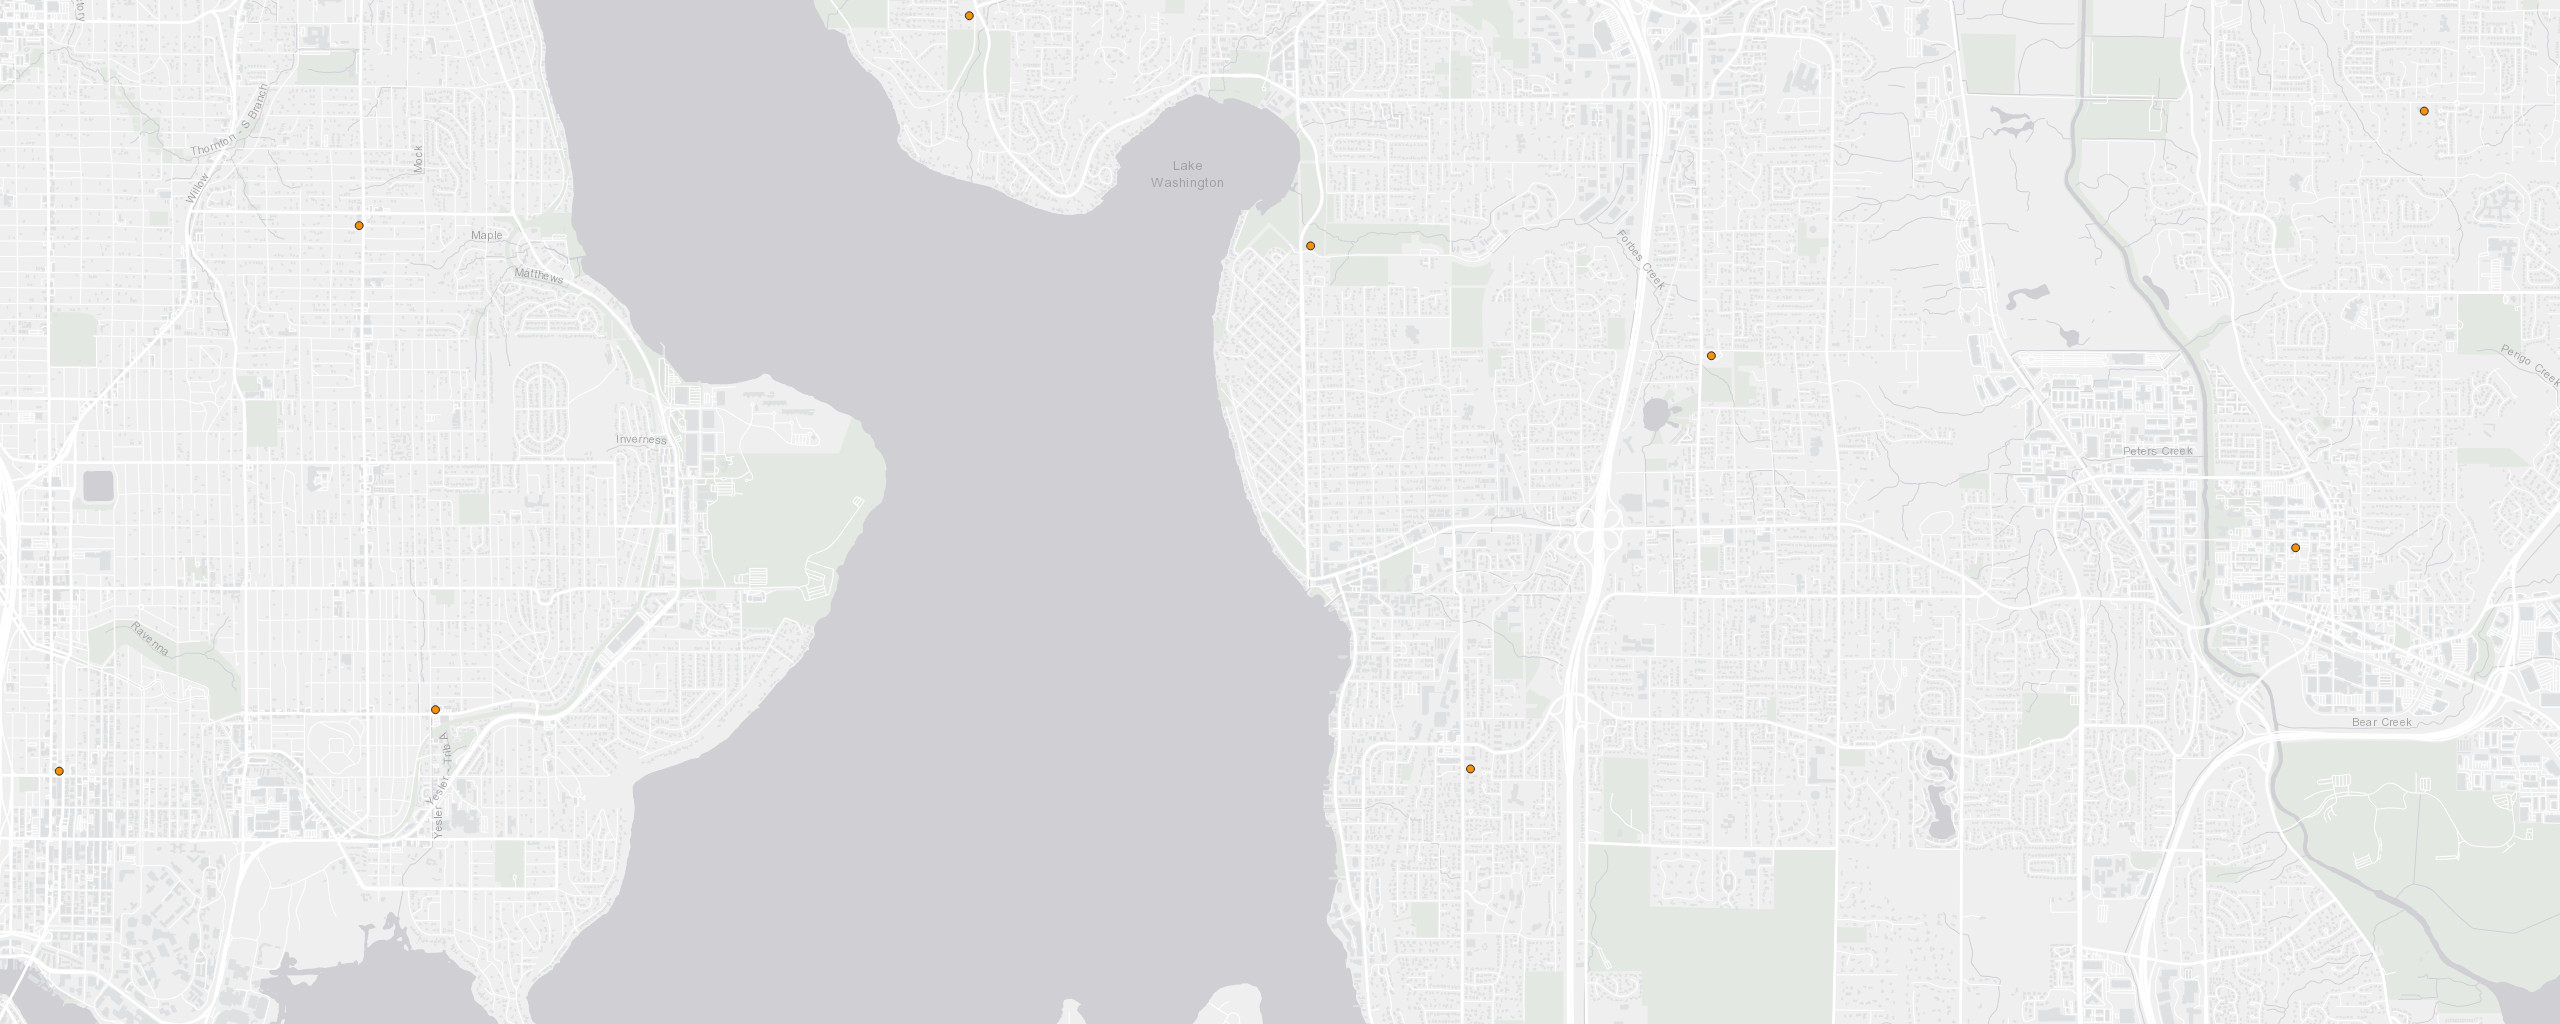 Thornton - S Branch
Mock
Willow
Maple
Matthews
Lake
Washington
Forbes Creek
Perigo Creek
Inverness
Peters Creek
Ravenna
Bear Creek
Yesler - Trib A
Yesler